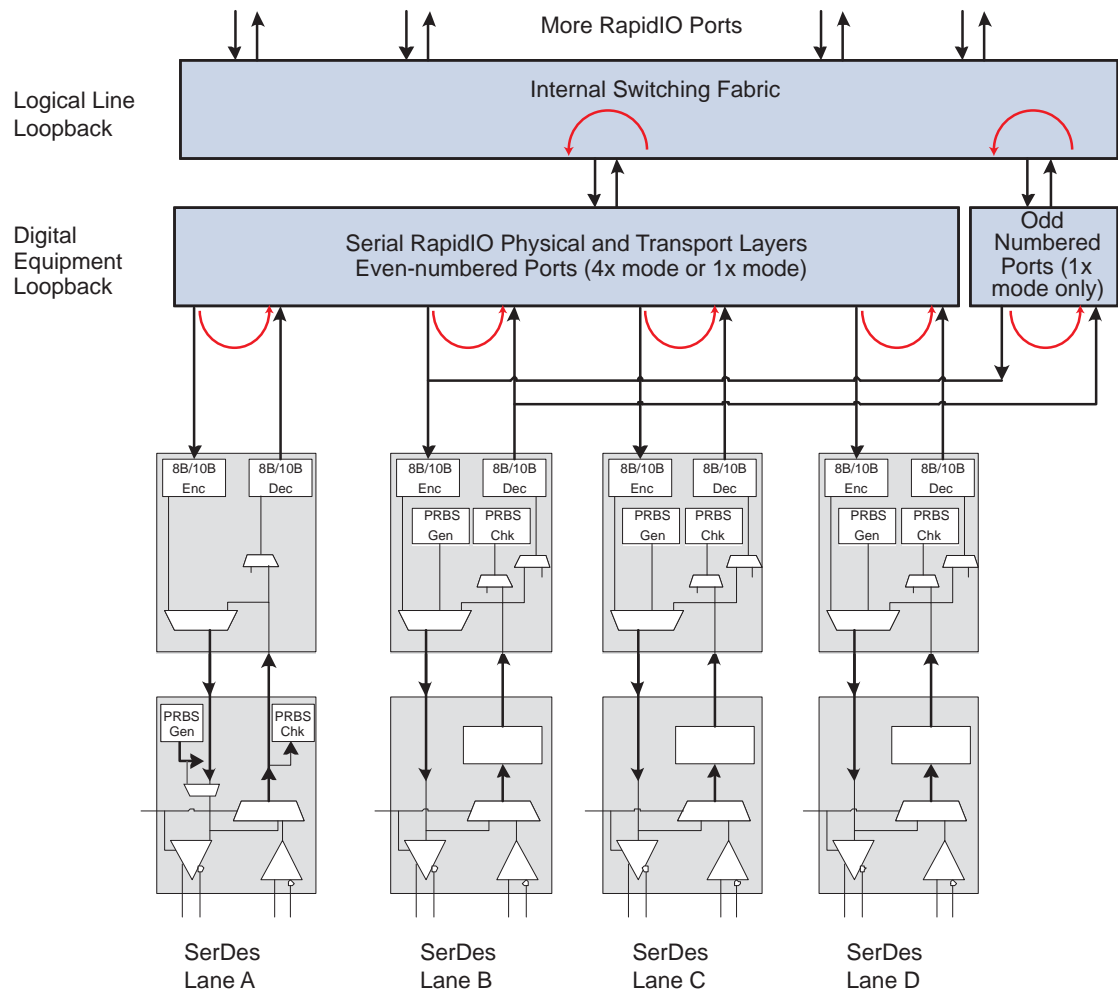 More RapidIO Ports
Internal Switching Fabric
Logical Line
Loopback
Digital
Equipment
Loopback
Serial RapidIO Physical and Transport Layers
Even-numbered Ports (4x mode or 1x mode)
Odd
Numbered
Ports (1x
mode only)
8B/10B
Enc
8B/10B
Dec
8B/10B
Enc
8B/10B
Dec
PRBS
Gen
PRBS
Chk
8B/10B
Enc
8B/10B
Dec
PRBS
Gen
PRBS
Chk
8B/10B
Enc
8B/10B
Dec
PRBS
Gen
PRBS
Chk
PRBS
Gen
PRBS
Chk
SerDes
Lane A
SerDes
Lane B
SerDes
Lane C
SerDes
Lane D